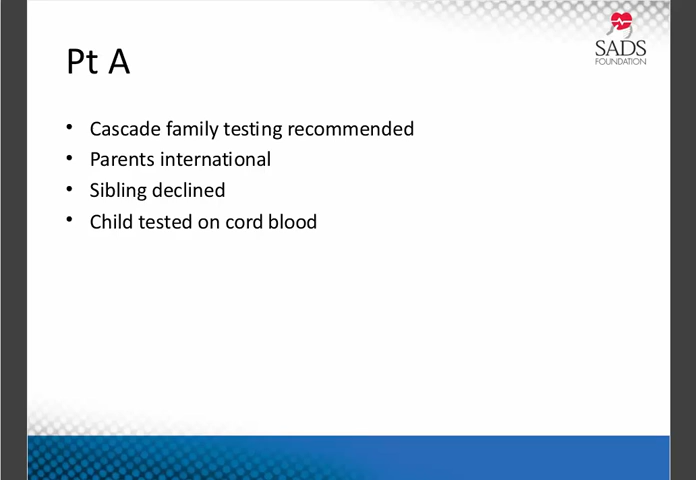 SADS
FOUNDATION
Pt A
• Cascade family testing recommended
• Parents international
• Sibling declined
• Child tested on cord blood